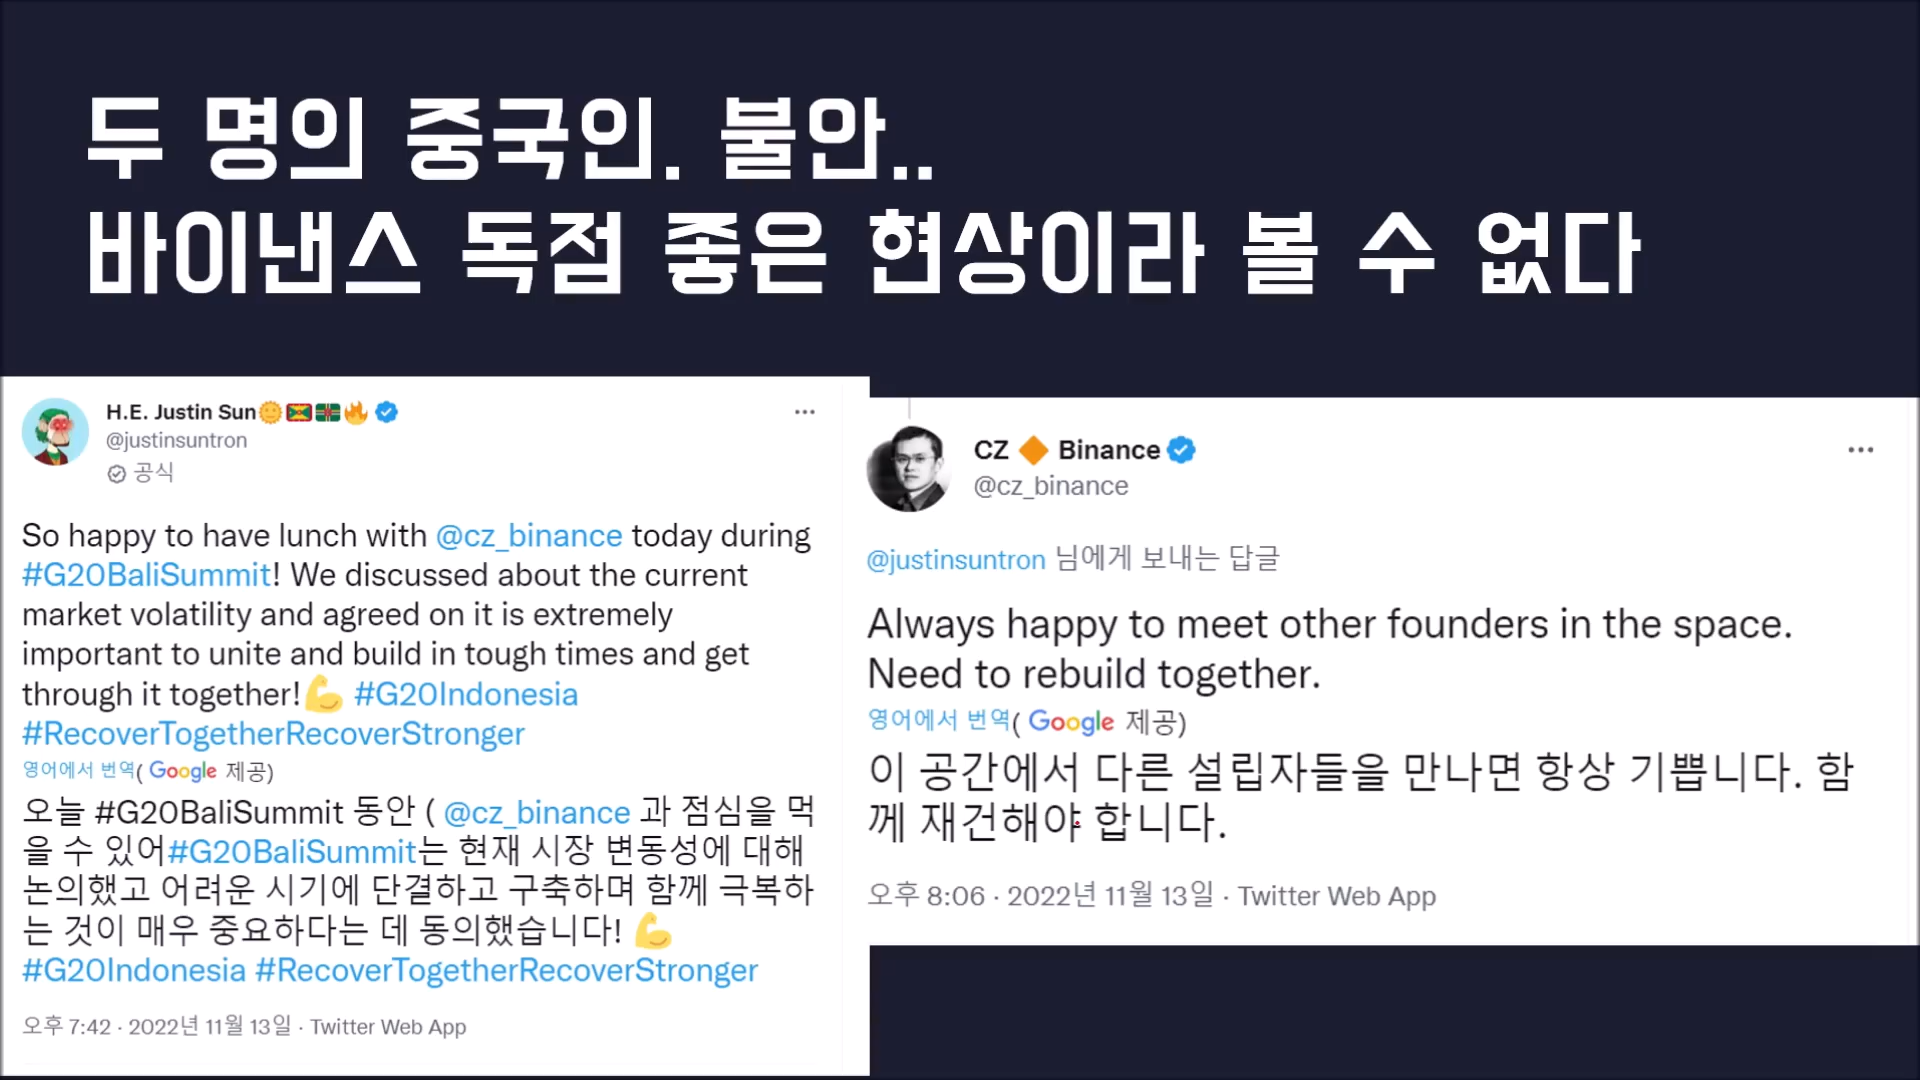 두 명의 중국인. 불안..
바이낸스 독점 좋은 현상이라 볼 수 없다
H.E. Justin Sun🌞🇬🇩🇩🇲🔥
@justinsuntron
공식
So happy to have lunch with @cz_binance today during
#G20BaliSummit! We discussed about the current
market volatility and agreed on it is extremely
important to unite and build in tough times and get
through it together!💪 #G20Indonesia
#RecoverTogetherRecoverStronger
영어에서 번역( Google 제공)
오늘 #G20BaliSummit 동안 ( @cz_binance 과 점심을 먹
을 수 있어#G20BaliSummit는 현재 시장 변동성에 대해
논의했고 어려운 시기에 단결하고 구축하며 함께 극복하
는 것이 매우 중요하다는 데 동의했습니다! 💪
#G20Indonesia #RecoverTogetherRecoverStronger
오후 7:42 · 2022년 11월 13일 · Twitter Web App
CZ 🔶 Binance
@cz_binance
@justinsuntron 님에게 보내는 답글
Always happy to meet other founders in the space.
Need to rebuild together.
영어에서 번역( Google 제공)
이 공간에서 다른 설립자들을 만나면 항상 기쁩니다. 함
께 재건해야 합니다.
오후 8:06 · 2022년 11월 13일 · Twitter Web App